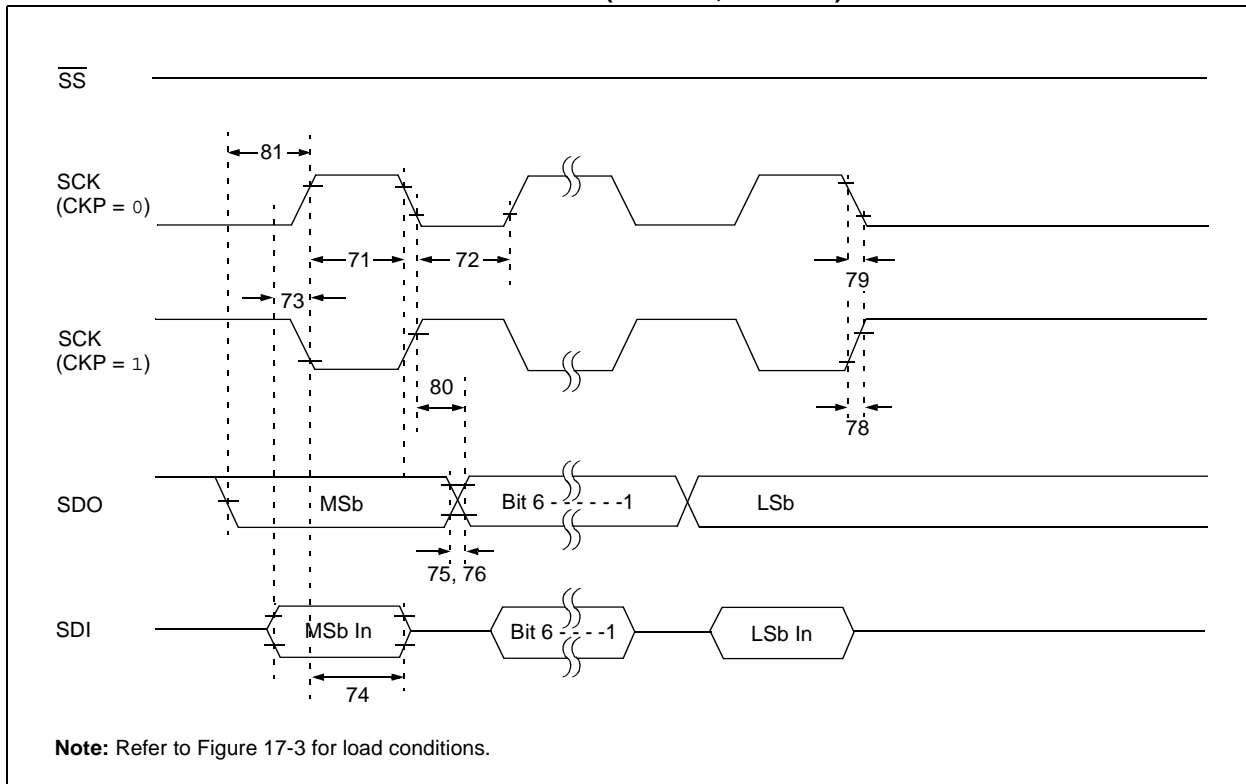 SS
81
SCK
(CKP = 0)
71
72
79
73
SCK
(CKP = 1)
80
78
SDO
MSb
Bit 6 - - - - - -1
LSb
75, 76
SDI
MSb In
Bit 6 - - - - -1
LSb In
74
Note: Refer to Figure 17-3 for load conditions.